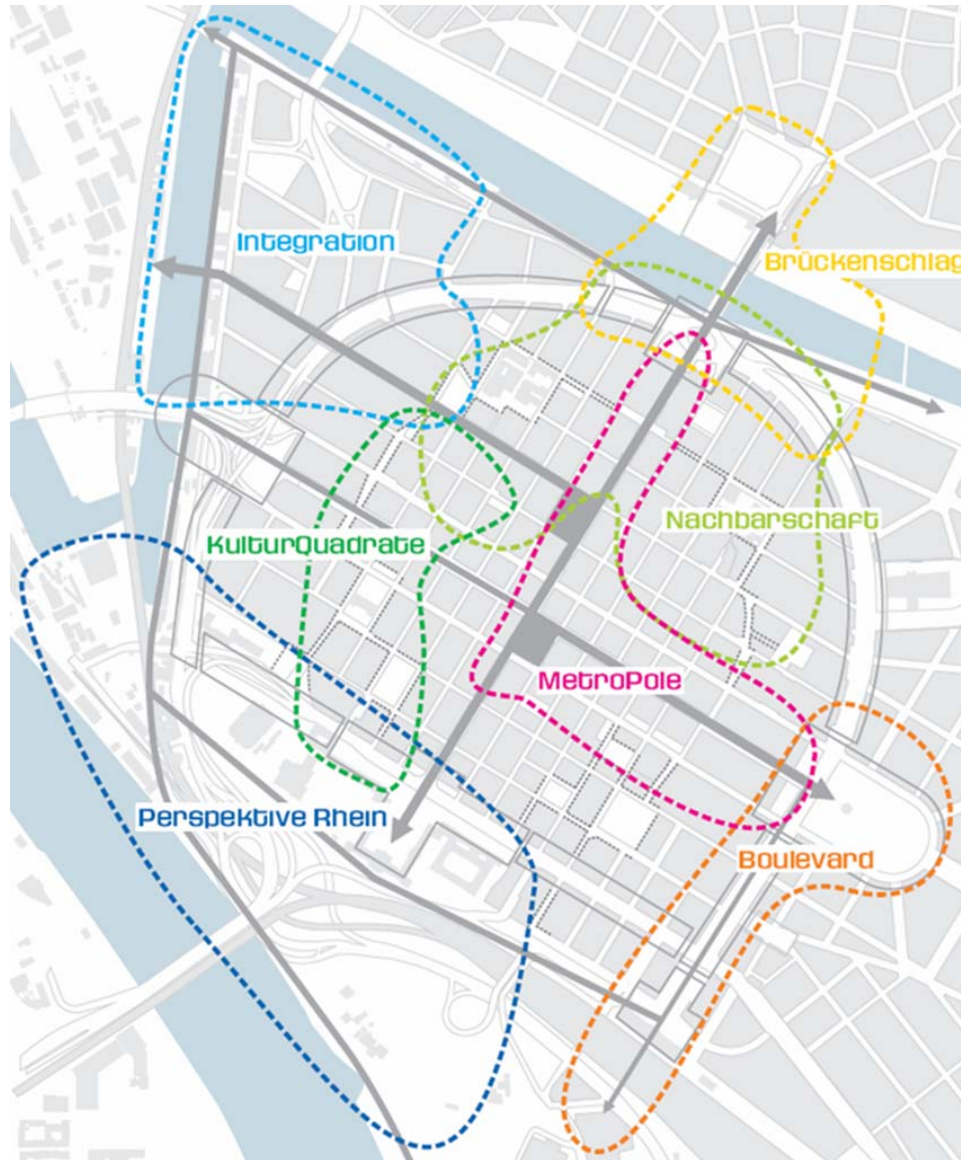 Integration
Brückenschlag
Nachbarschaft
KulturQuadrate
MetroPole
Perspektive Rhein
Boulevard